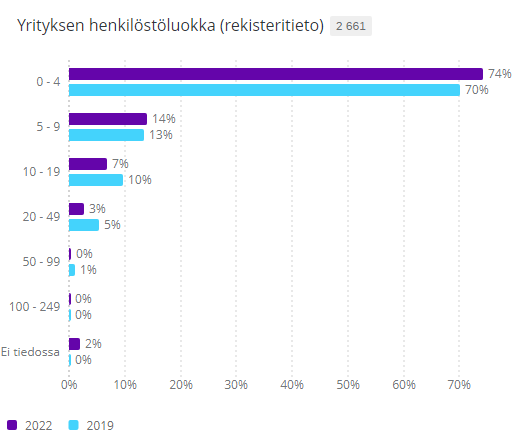 Yrityksen henkilöstöluokka (rekisteritieto) 2 661
0 - 4 74%
70%
5 - 9 14%
13%
10 - 19 7%
10%
20 - 49 3%
5%
50 - 99 0%
1%
100 - 249 0%
0%
Ei tiedossa 2%
0%
0% 10% 20% 30% 40% 50% 60% 70%
2022 2019